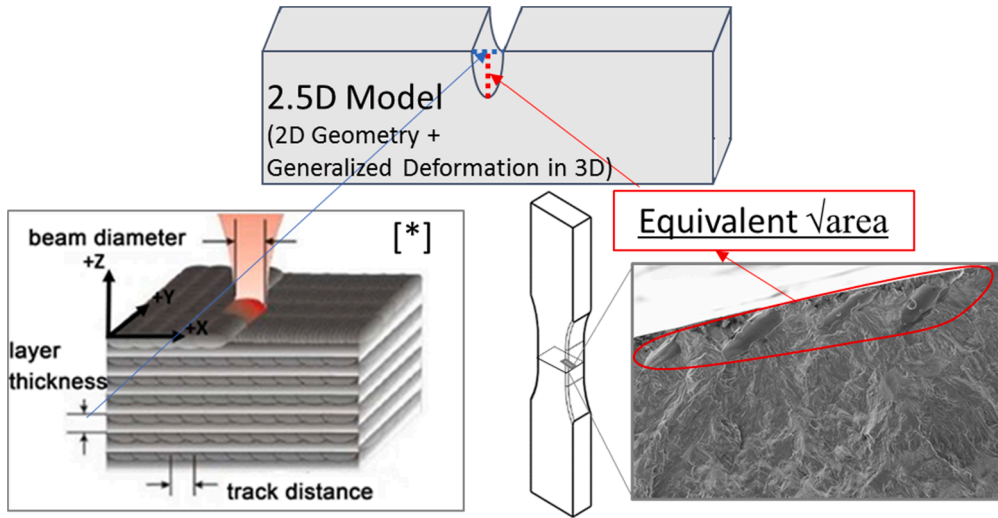 2.5D Model
(2D Geometry +
Generalized Deformation in 3D)
Equivalent √area
[*]
beam diameter
+Z
+Y
+X
layer
thickness
track distance